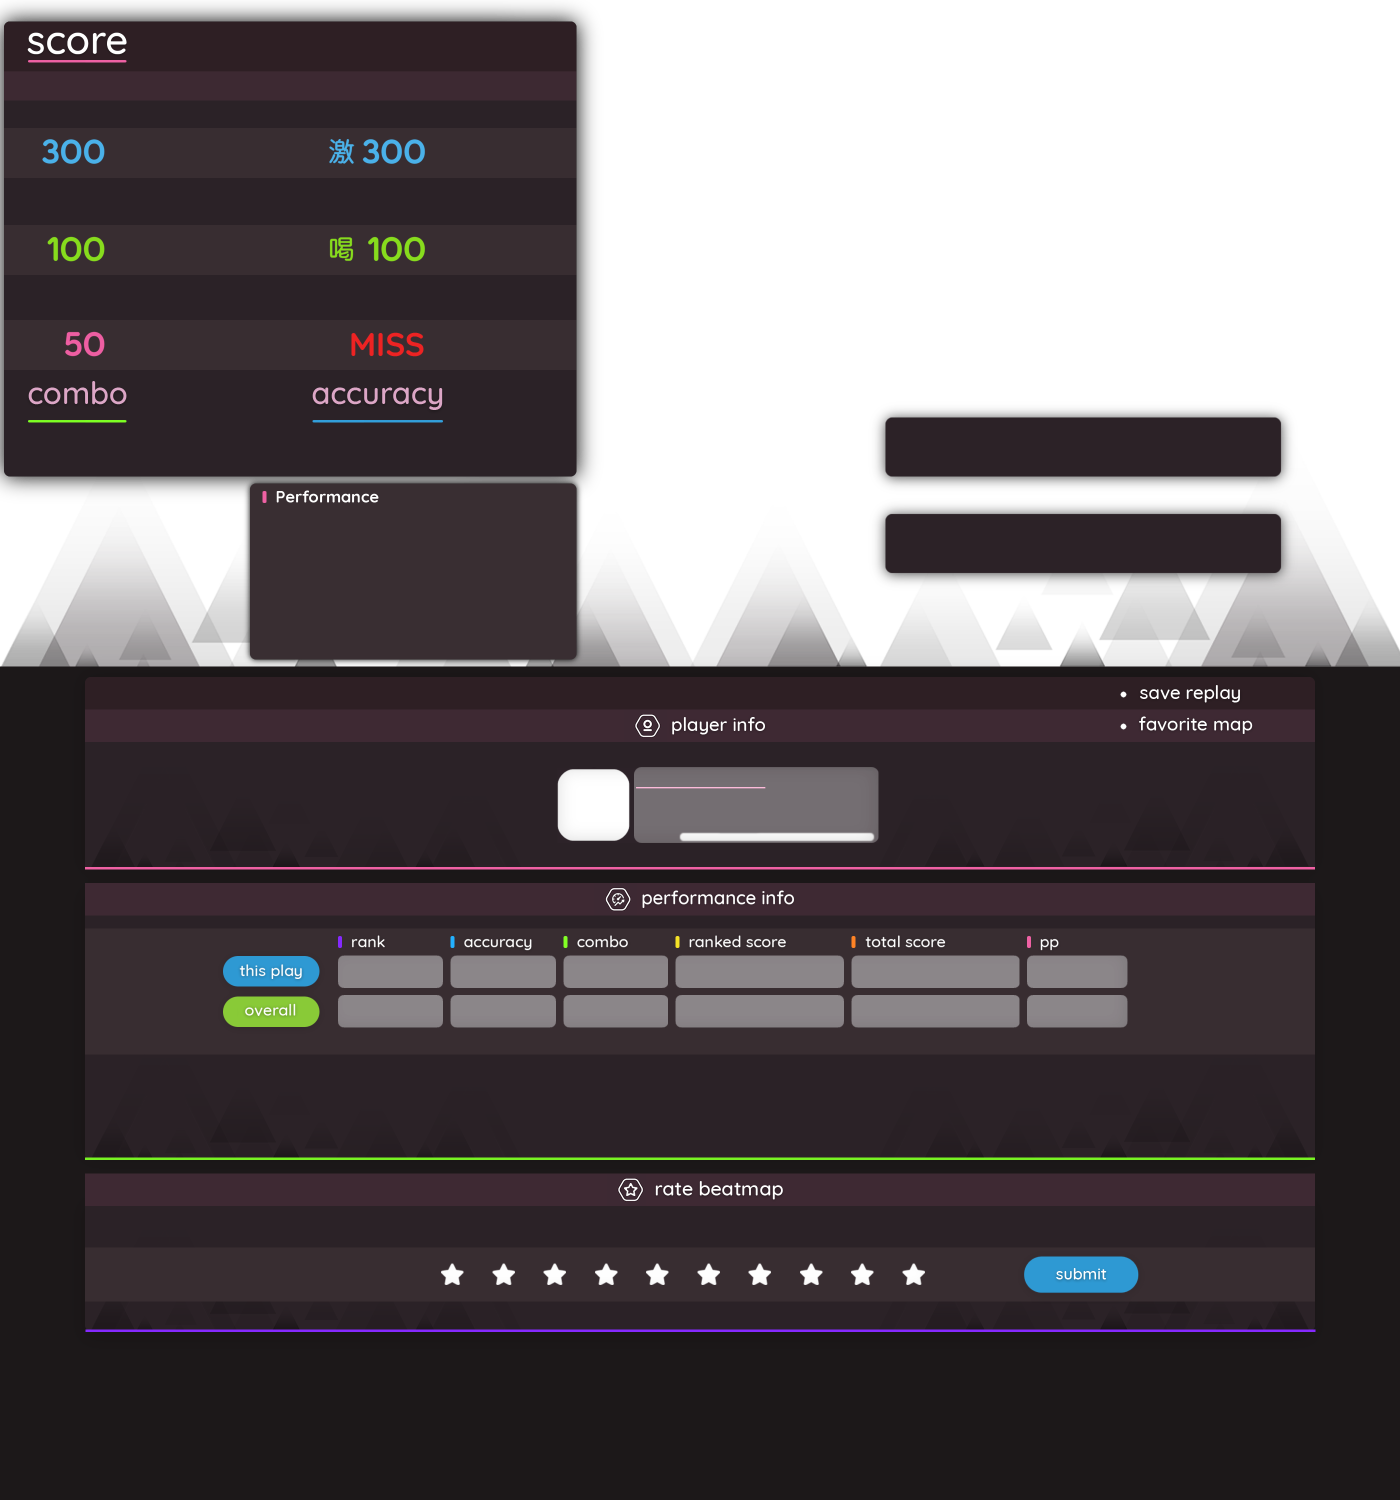 score
300 激 300
100 喝 100
50 MISS
combo accuracy
Performance
• save replay
player info • favorite map
performance info
rank accuracy combo ranked score total score pp
this play
overall
rate beatmap
submit